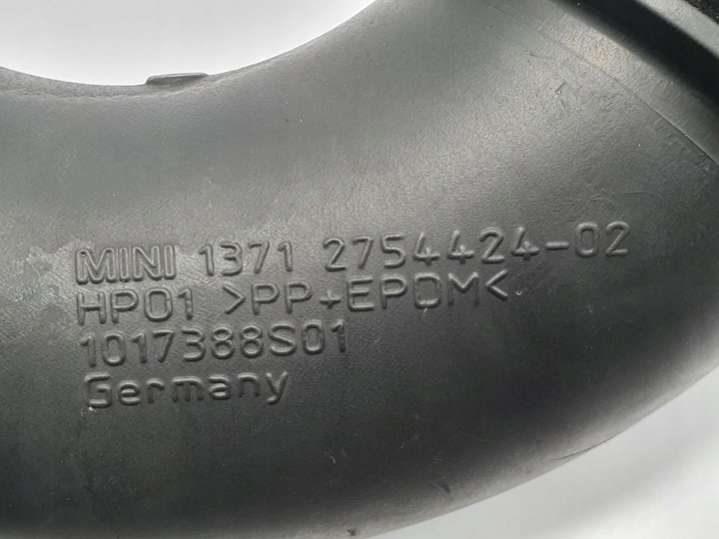 MINI 1371 2754424-02
HP01 >PP+EPDM<
1017388S01
Germany